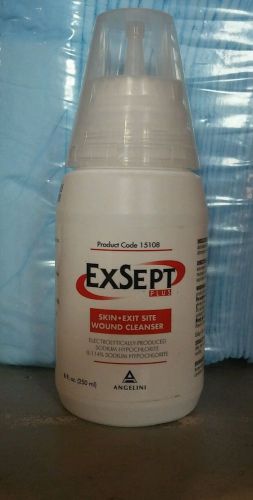 Product Code 15108
EXSEPT
PLUS
SKIN • EXIT SITE
WOUND CLEANSER
ELECTROLYTICALLY-PRODUCED
SODIUM HYPOCHLORITE
0.114% SODIUM HYPOCHLORITE
fl. oz. (250 ml)
ANGELINI